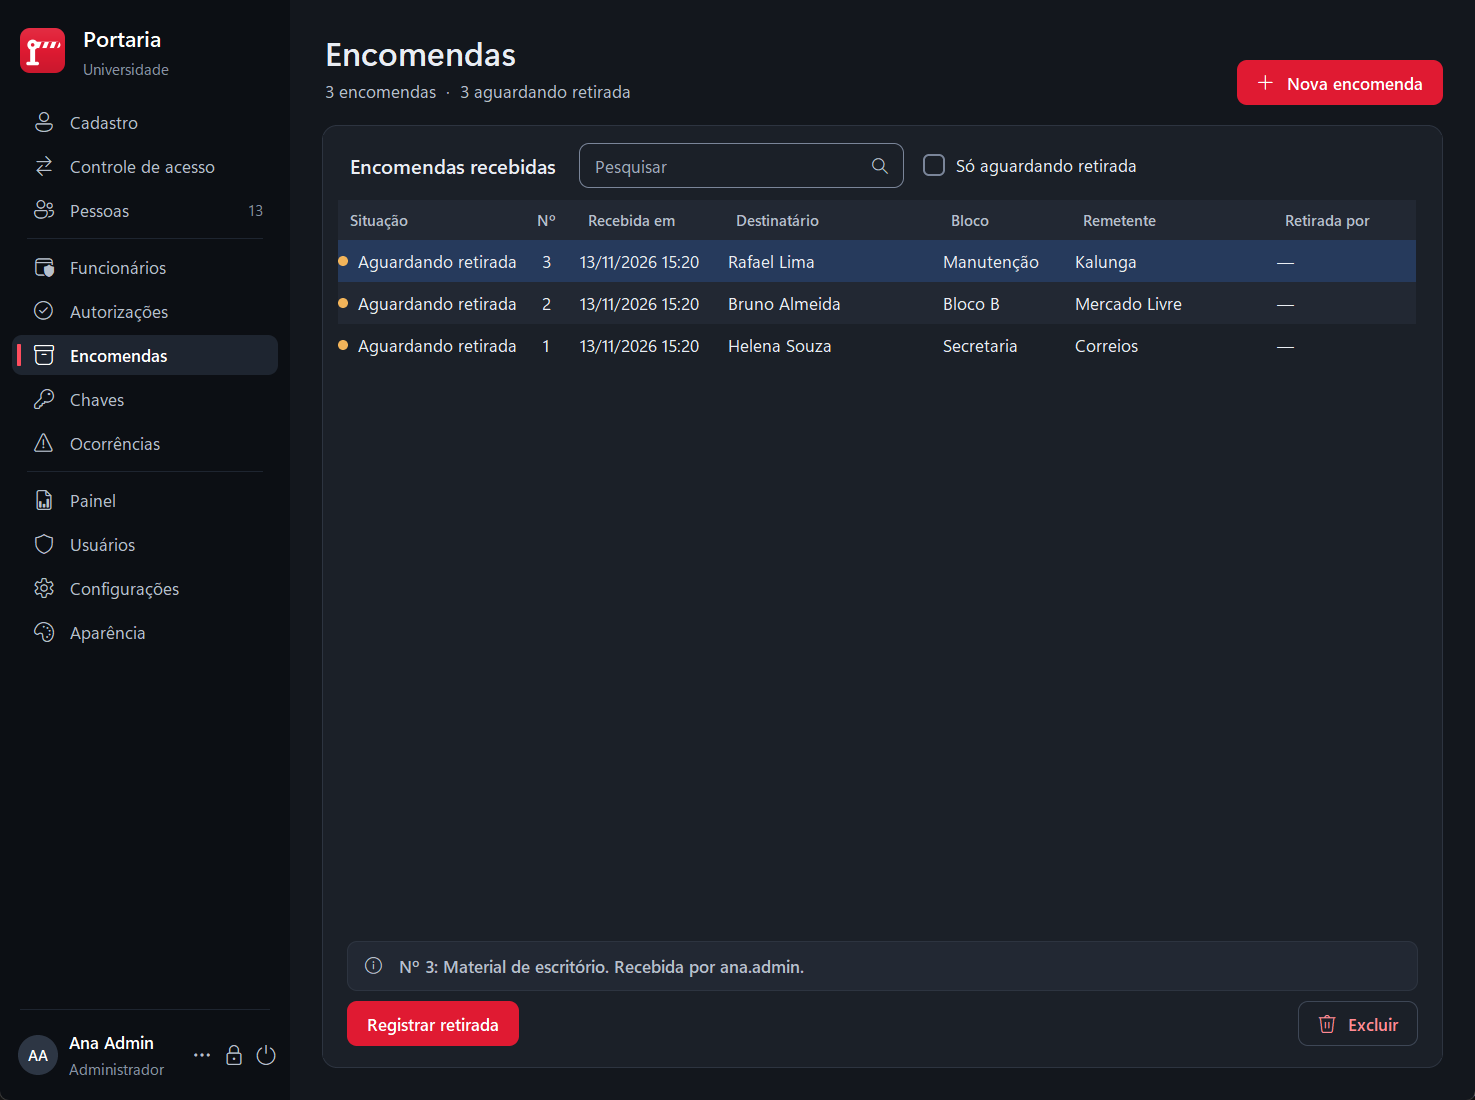 Portaria
Universidade
Cadastro
Controle de acesso
Pessoas 13
Funcionários
Autorizações
Encomendas
Chaves
Ocorrências
Painel
Usuários
Configurações
Aparência
AA
Ana Admin
Administrador
Encomendas
3 encomendas · 3 aguardando retirada
Nova encomenda
Encomendas recebidas
Pesquisar
Só aguardando retirada
Situação Nº Recebida em Destinatário Bloco Remetente Retirada por
Aguardando retirada 3 13/11/2026 15:20 Rafael Lima Manutenção Kalunga —
Aguardando retirada 2 13/11/2026 15:20 Bruno Almeida Bloco B Mercado Livre —
Aguardando retirada 1 13/11/2026 15:20 Helena Souza Secretaria Correios —
Nº 3: Material de escritório. Recebida por ana.admin.
Registrar retirada
Excluir